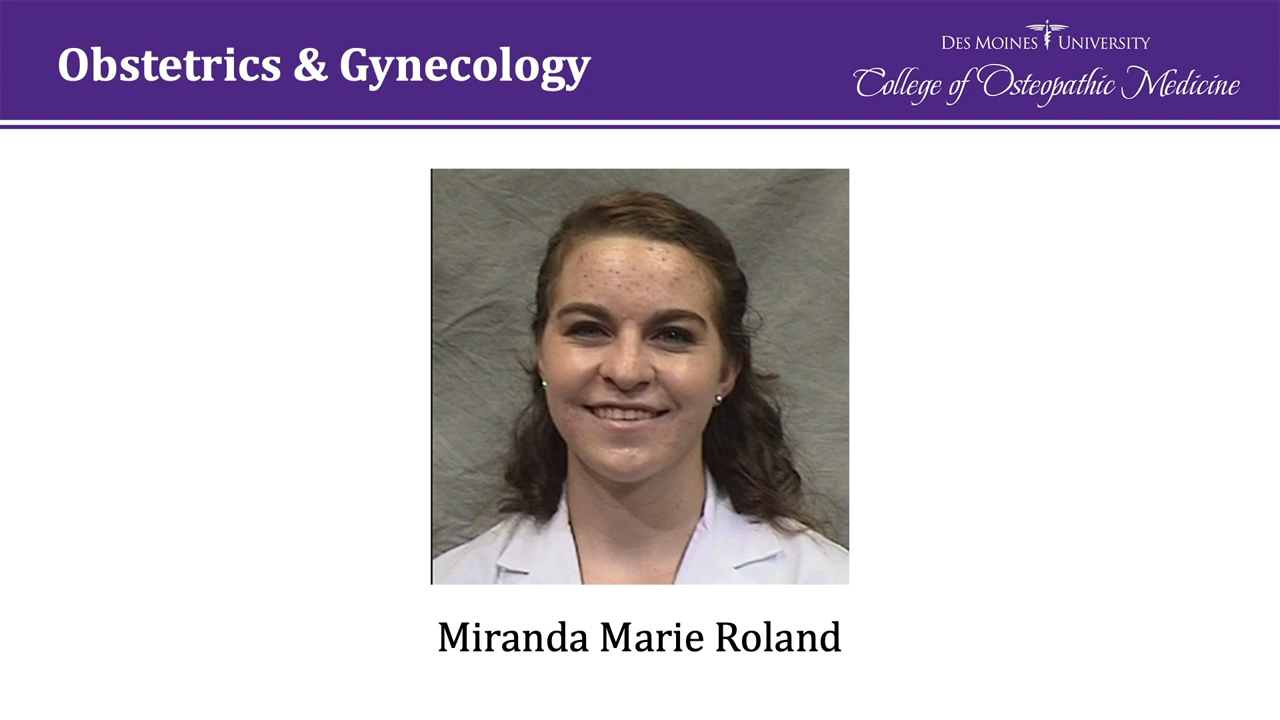 Obstetrics & Gynecology
DES MOINES UNIVERSITY
College of Osteopathic Medicine
Miranda Marie Roland